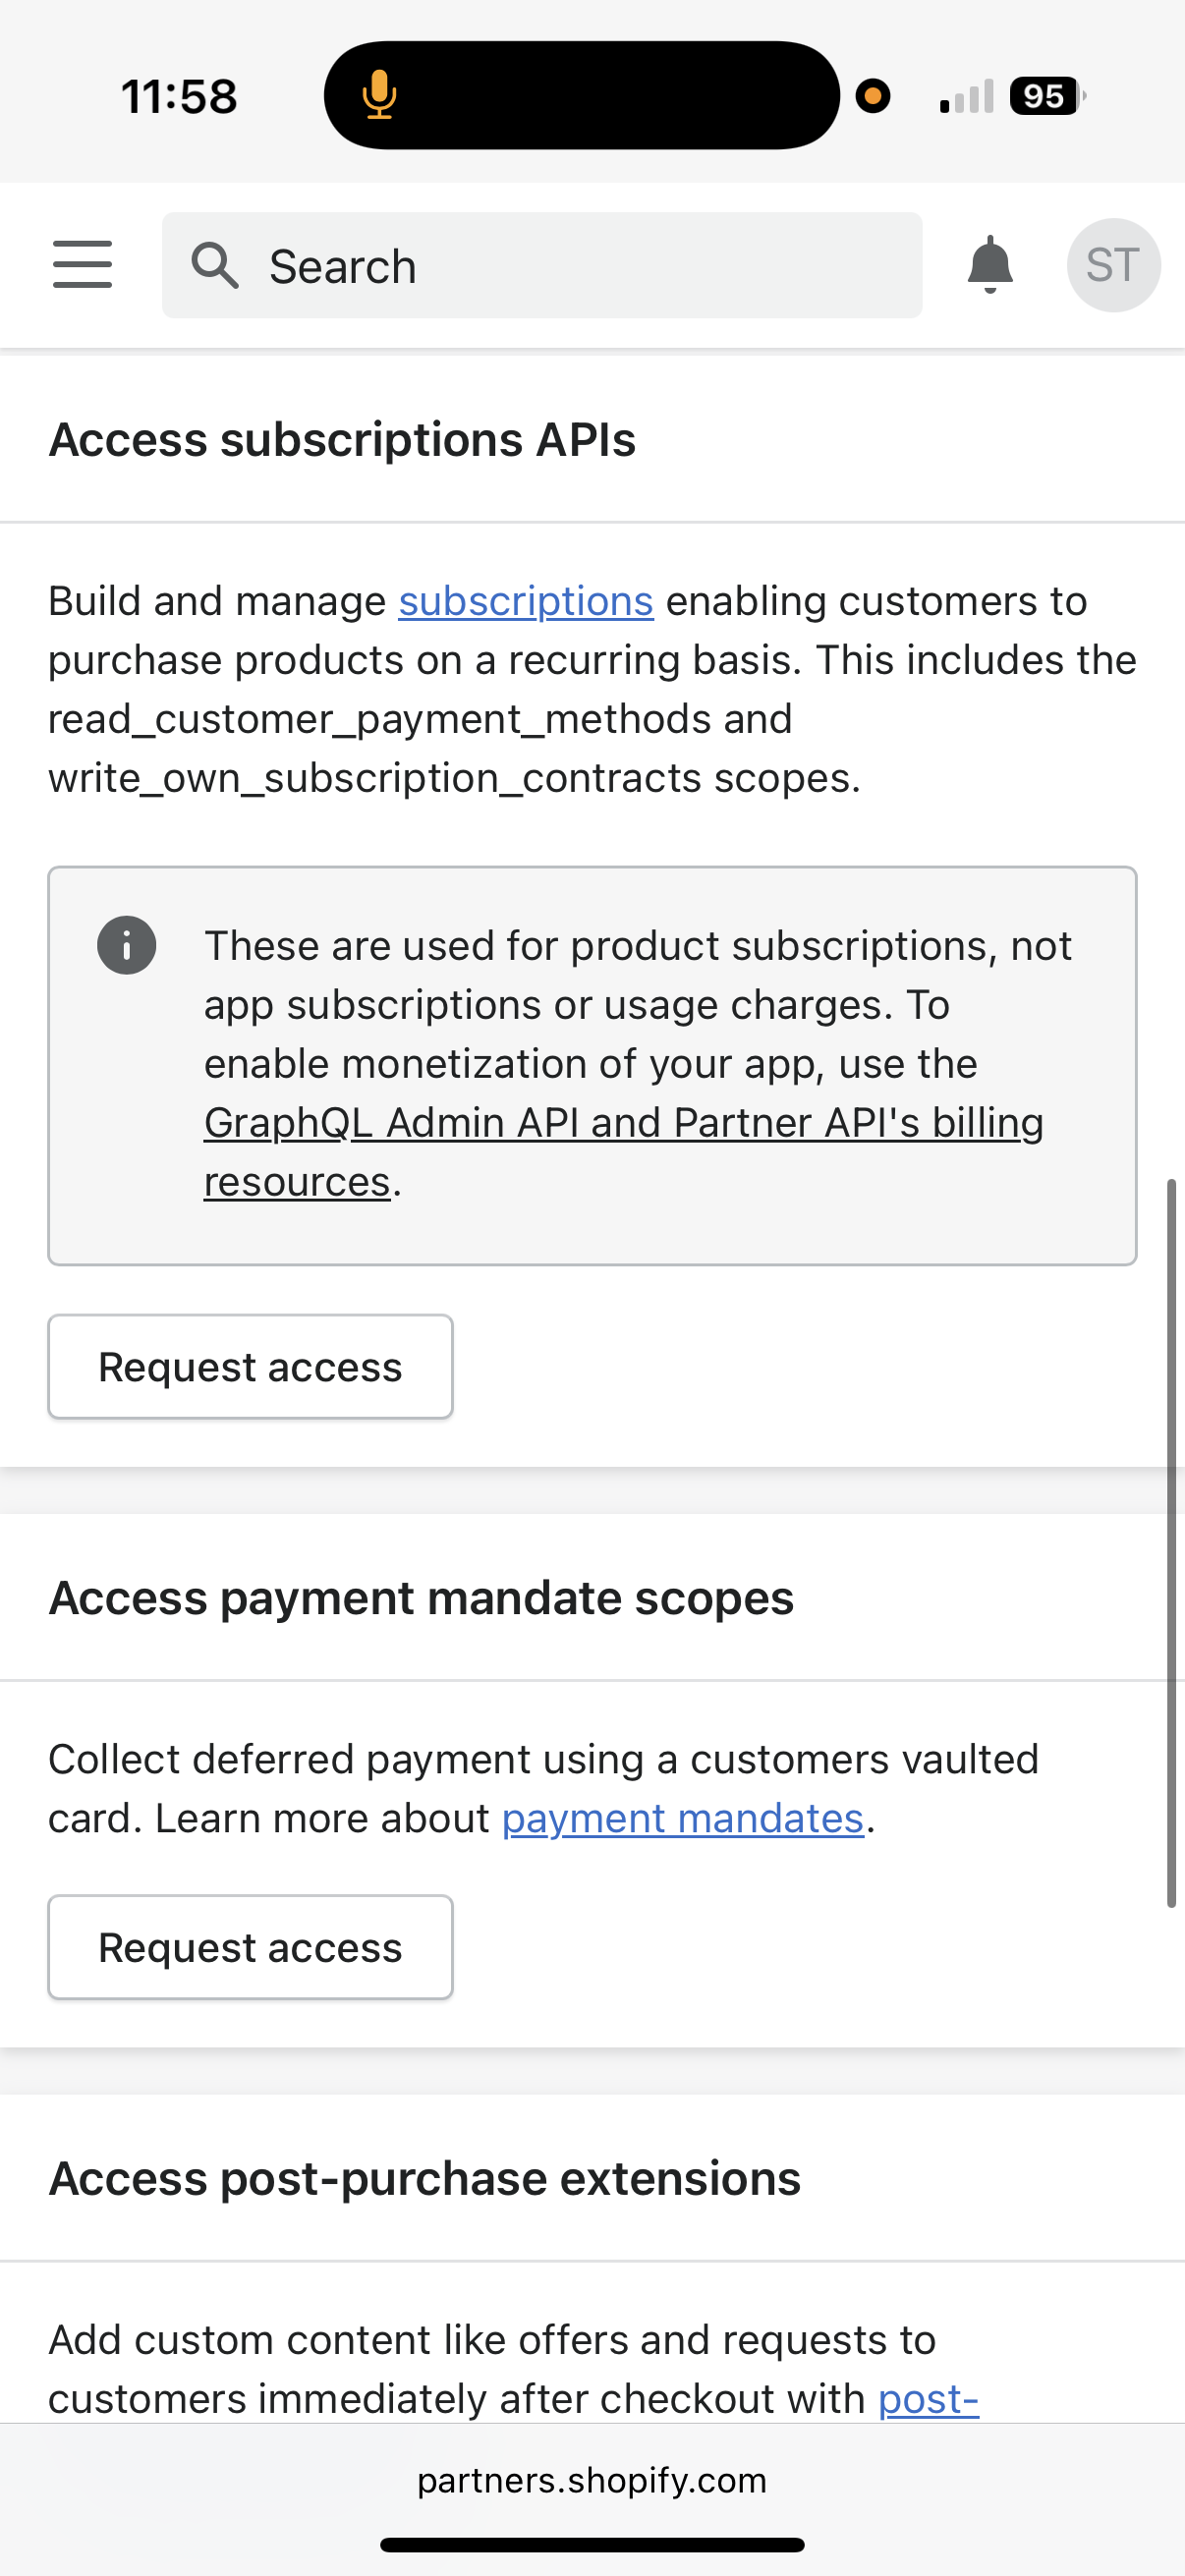 11:58
95
Search
ST
Access subscriptions APIs
Build and manage subscriptions enabling customers to
purchase products on a recurring basis. This includes the
read_customer_payment_methods and
write_own_subscription_contracts scopes.
These are used for product subscriptions, not
app subscriptions or usage charges. To
enable monetization of your app, use the
GraphQL Admin API and Partner API's billing
resources.
Request access
Access payment mandate scopes
Collect deferred payment using a customers vaulted
card. Learn more about payment mandates.
Request access
Access post-purchase extensions
Add custom content like offers and requests to
customers immediately after checkout with post-
partners.shopify.com